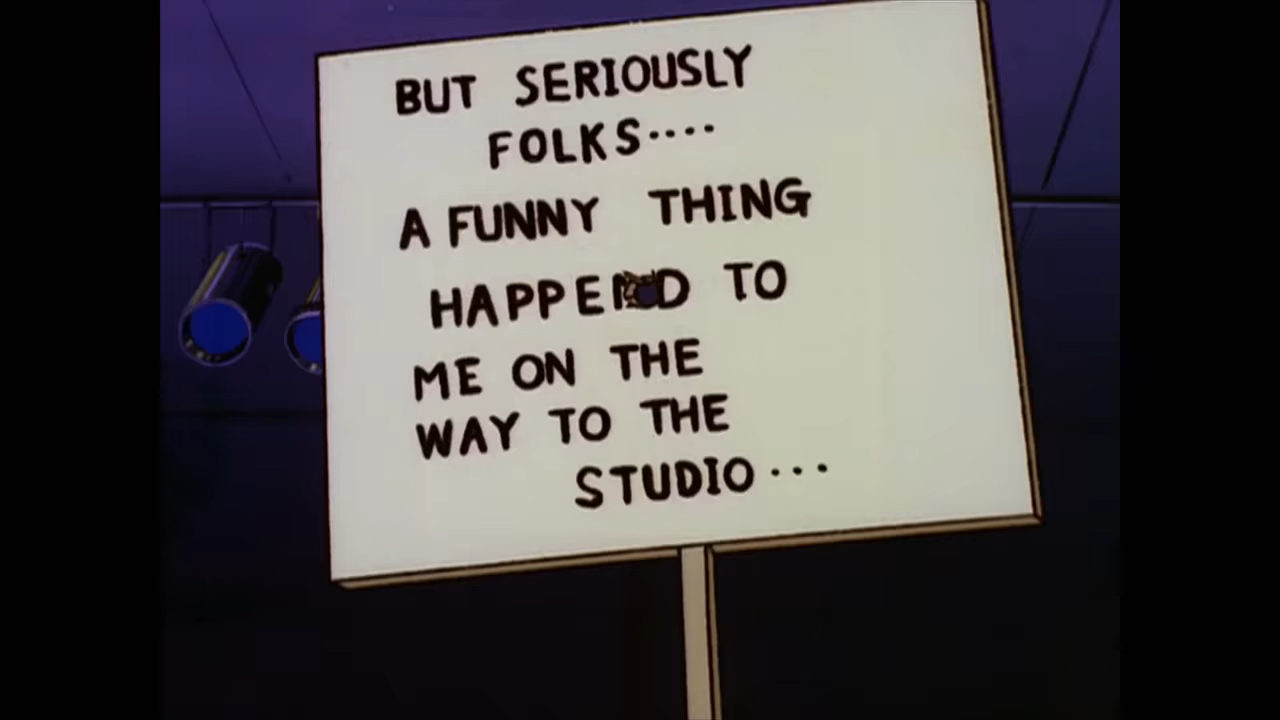 BUT SERIOUSLY
FOLKS....
A FUNNY THING
HAPPENED TO
ME ON THE
WAY TO THE
STUDIO...